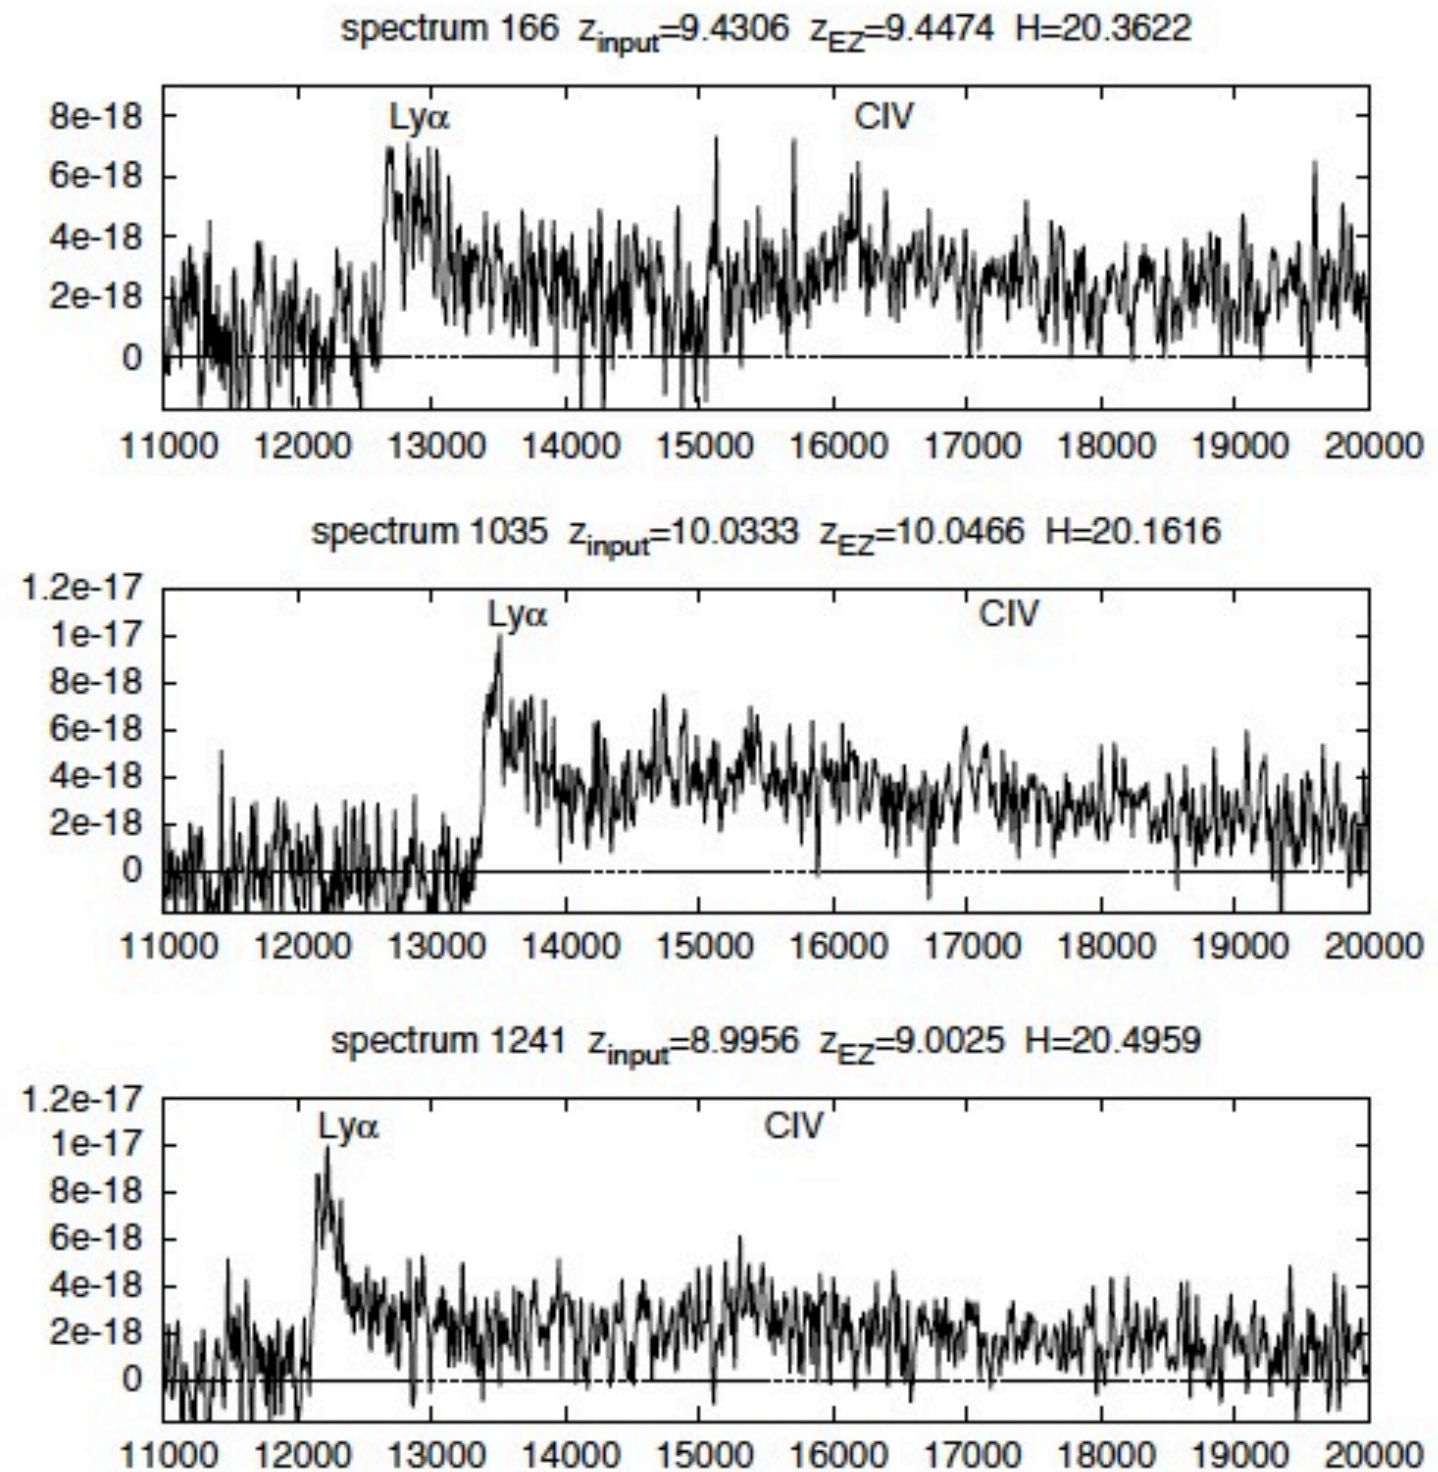 spectrum 166 z_input=9.4306 z_EZ=9.4474 H=20.3622
8e-18
6e-18
4e-18
2e-18
0
Lyα CIV
11000 12000 13000 14000 15000 16000 17000 18000 19000 20000
spectrum 1035 z_input=10.0333 z_EZ=10.0466 H=20.1616
1.2e-17
1e-17
8e-18
6e-18
4e-18
2e-18
0
Lyα CIV
11000 12000 13000 14000 15000 16000 17000 18000 19000 20000
spectrum 1241 z_input=8.9956 z_EZ=9.0025 H=20.4959
1.2e-17
1e-17
8e-18
6e-18
4e-18
2e-18
0
Lyα CIV
11000 12000 13000 14000 15000 16000 17000 18000 19000 20000